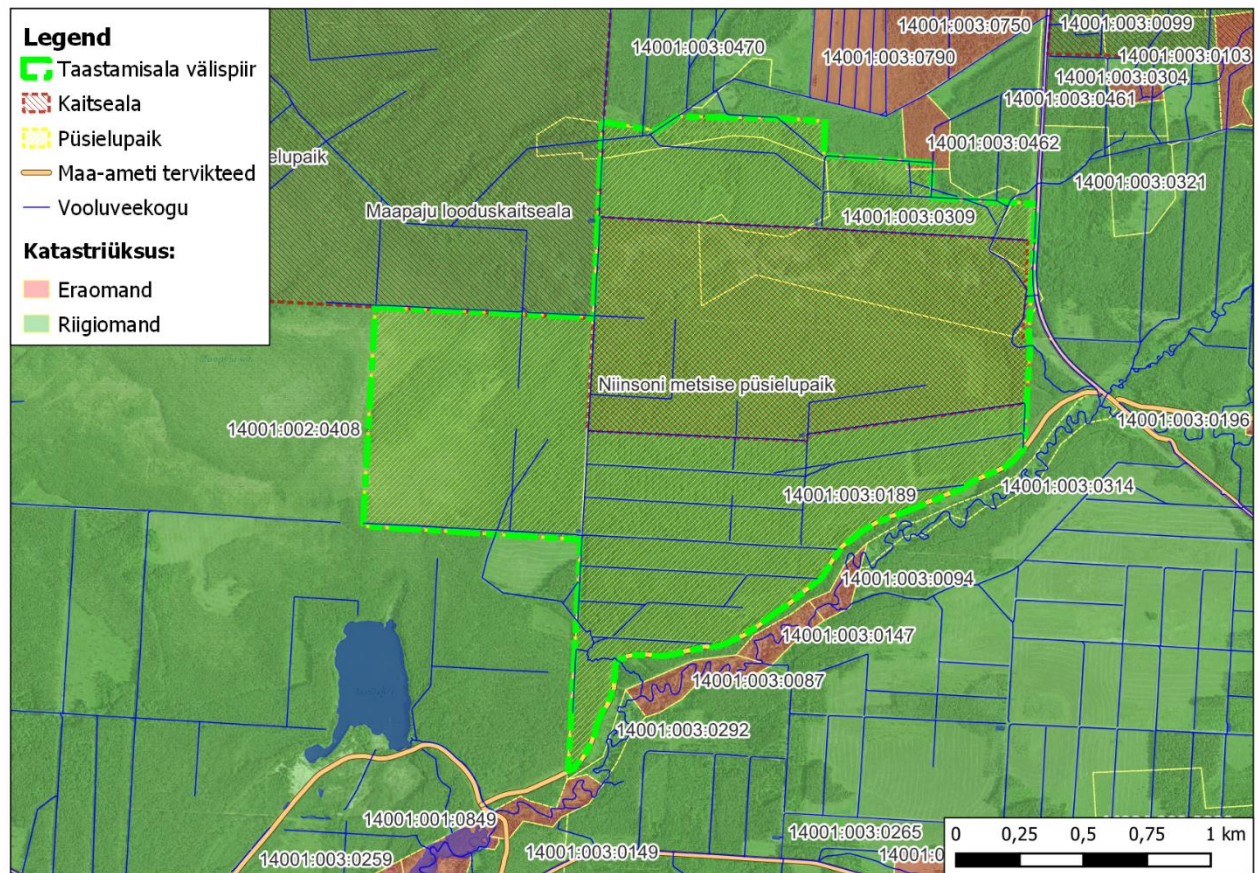 Legend
Taastamisala välispiir
Kaitseala
Püsielupaik
Maa-ameti tervikteed
Vooluveekogu
Katastriüksus:
Eraomand
Riigiomand
14001:003:0470
14001:003:0750
14001:003:0790
14001:003:0099
14001:003:0103
14001:003:0304
14001:003:0461
14001:003:0462
14001:003:0321
elupaik
Maapaju looduskaitseala
14001:003:0309
Niinsoni metsise püsielupaik
14001:002:0408
14001:003:0196
14001:003:0189
14001:003:0314
14001:003:0094
14001:003:0147
14001:003:0087
14001:003:0292
14001:001:0849
14001:003:0259
14001:003:0149
14001:003:0265
14001:0
0 0,25 0,5 0,75 1 km